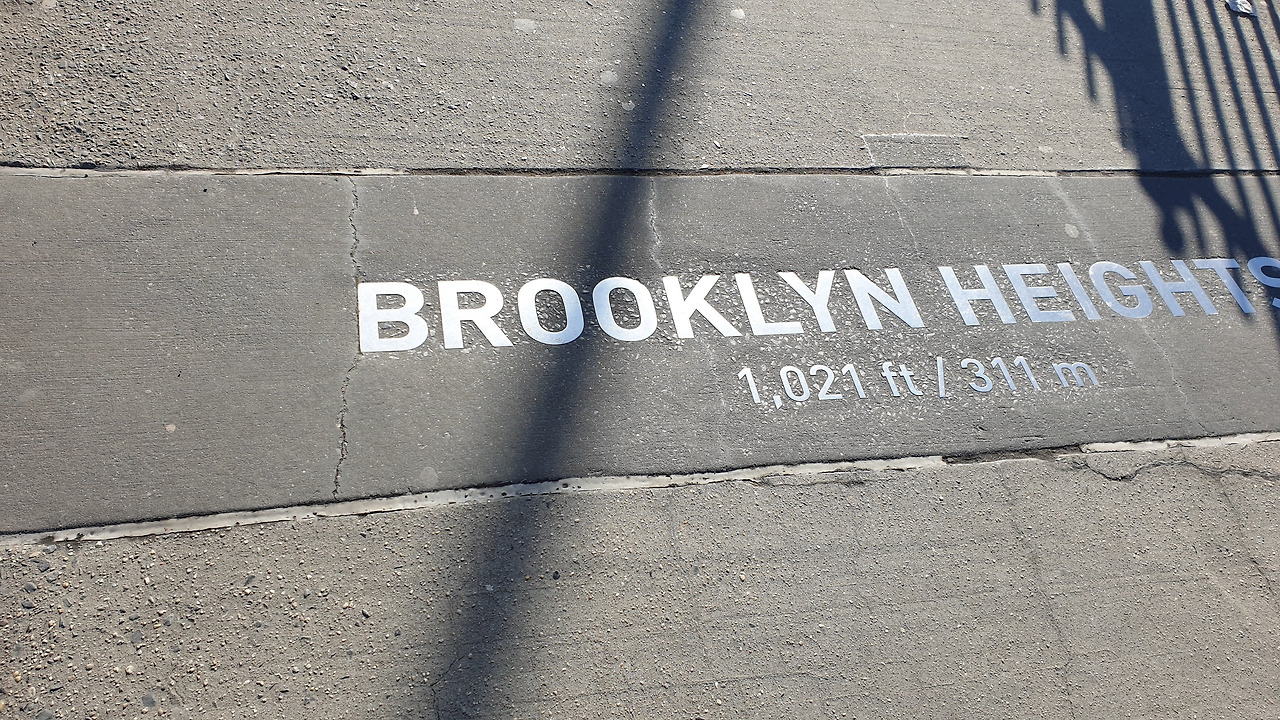 BROOKLYN HEIGHTS
1,021 ft / 311 m